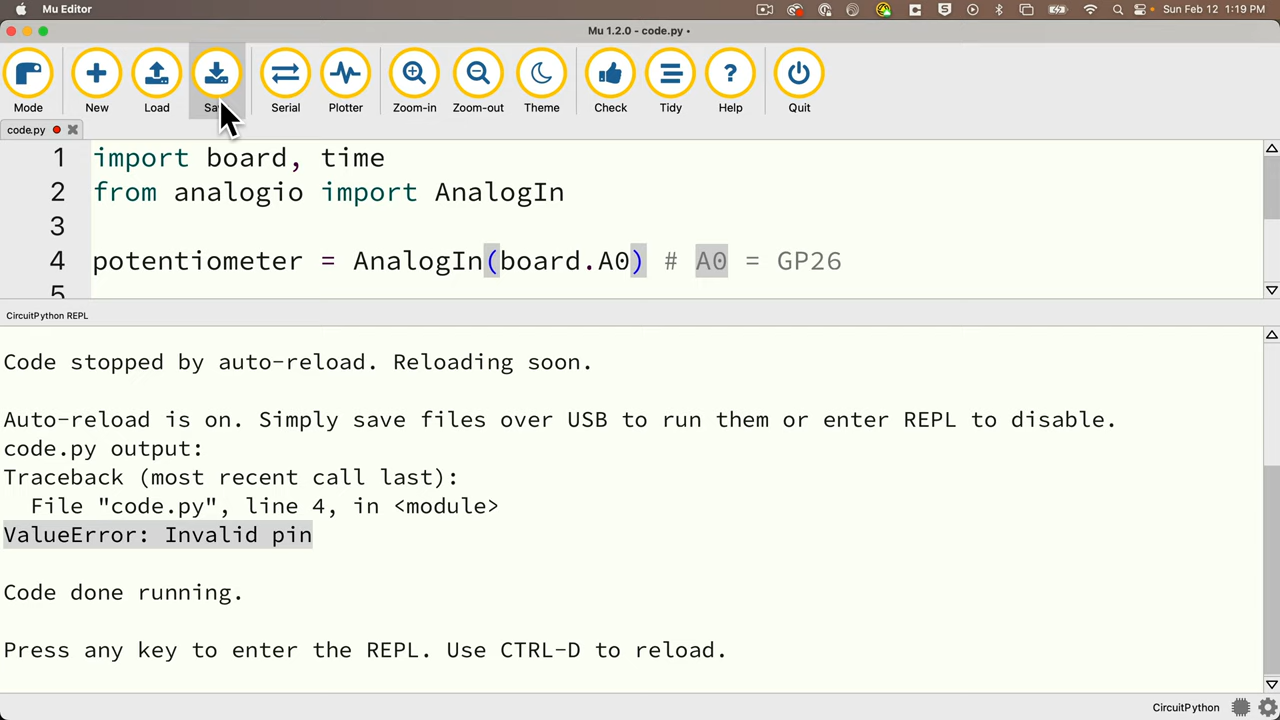 Mu Editor
Sun Feb 12 1:19 PM
Mu 1.2.0 - code.py •
Mode
New
Load
Serial
Plotter
Zoom-in
Zoom-out
Theme
Check
Tidy
Help
Quit
code.py
1 import board, time
2 from analogio import AnalogIn
3
4 potentiometer = AnalogIn(board.A0) # A0 = GP26
5
CircuitPython REPL
Code stopped by auto-reload. Reloading soon.
Auto-reload is on. Simply save files over USB to run them or enter REPL to disable.
code.py output:
Traceback (most recent call last):
File "code.py", line 4, in <module>
ValueError: Invalid pin
Code done running.
Press any key to enter the REPL. Use CTRL-D to reload.
CircuitPython